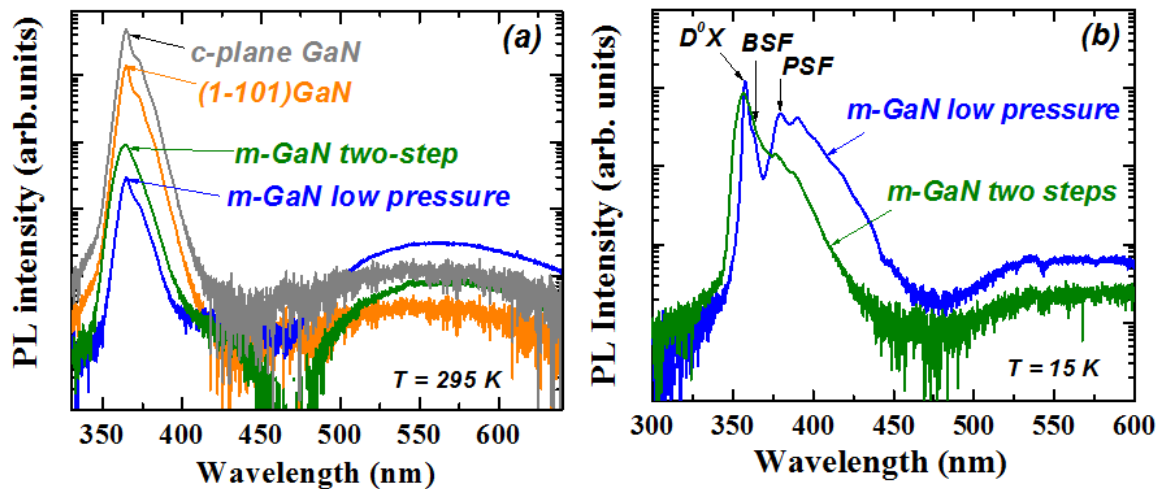 (a)
c-plane GaN
(1-101)GaN
m-GaN two-step
m-GaN low pressure
T = 295 K
PL intensity (arb.units)
350 400 450 500 550 600
Wavelength (nm)
(b)
D⁰X BSF
PSF
m-GaN low pressure
m-GaN two steps
T = 15 K
PL Intensity (arb. units)
300 350 400 450 500 550 600
Wavelength (nm)